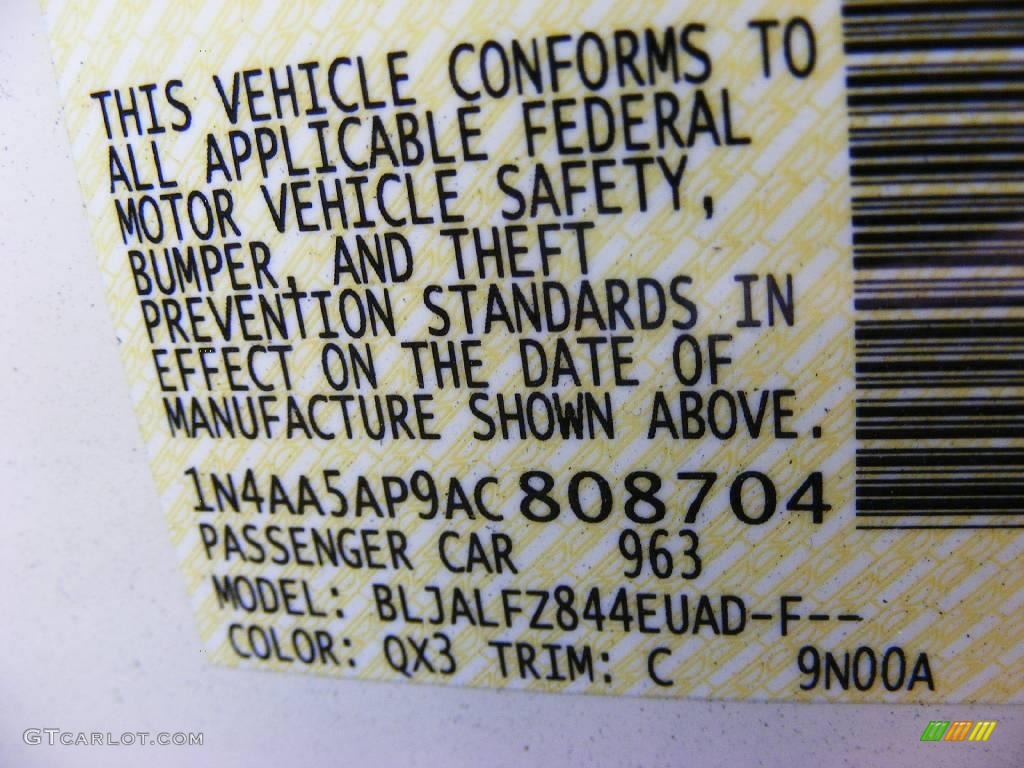 THIS VEHICLE CONFORMS TO
ALL APPLICABLE FEDERAL
MOTOR VEHICLE SAFETY,
BUMPER, AND THEFT
PREVENTION STANDARDS IN
EFFECT ON THE DATE OF
MANUFACTURE SHOWN ABOVE.
1N4AA5AP9AC808704
PASSENGER CAR 963
MODEL: BLJALFZ844EUAD-F--
COLOR: QX3 TRIM: C 9N00A
GTCARLOT.COM